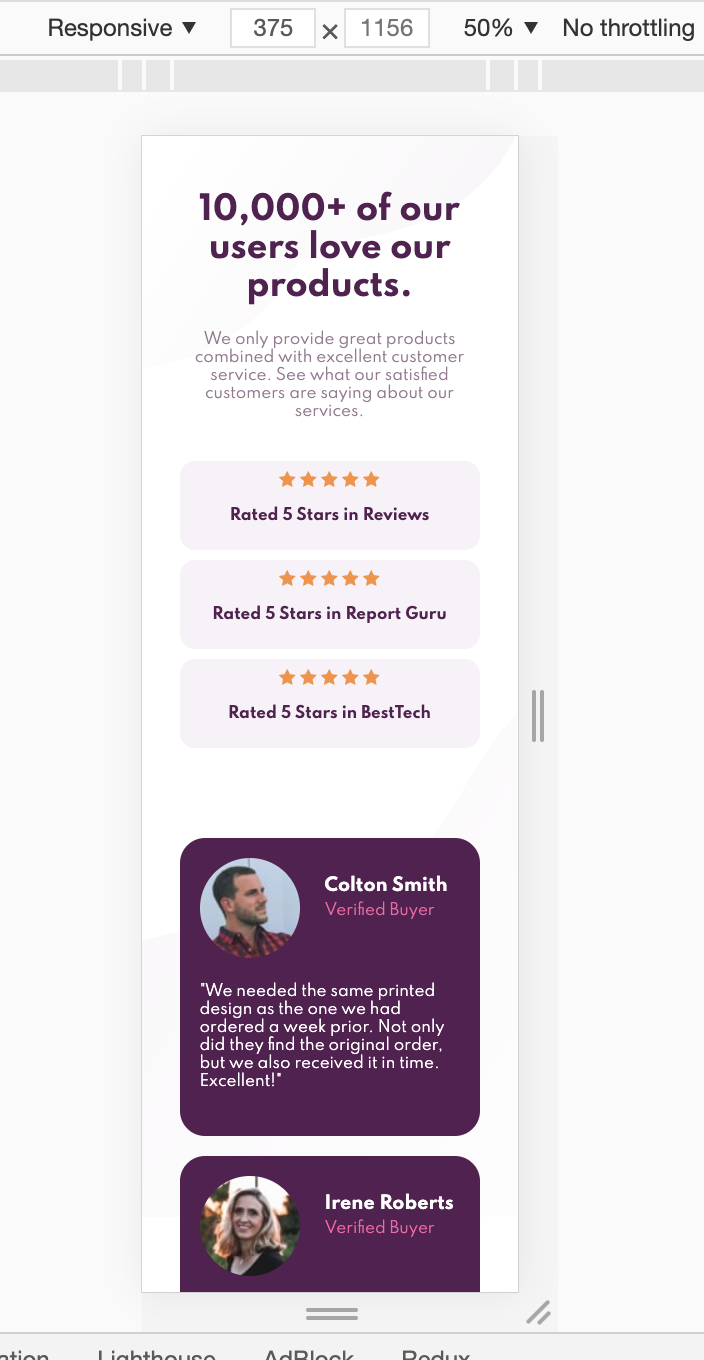 Responsive ▼ 375 × 1156 50% ▼ No throttling
10,000+ of our
users love our
products.
We only provide great products
combined with excellent customer
service. See what our satisfied
customers are saying about our
services.
Rated 5 Stars in Reviews
Rated 5 Stars in Report Guru
Rated 5 Stars in BestTech
Colton Smith
Verified Buyer
"We needed the same printed
design as the one we had
ordered a week prior. Not only
did they find the original order,
but we also received it in time.
Excellent!"
Irene Roberts
Verified Buyer
Lighthouse AdBlock Redux